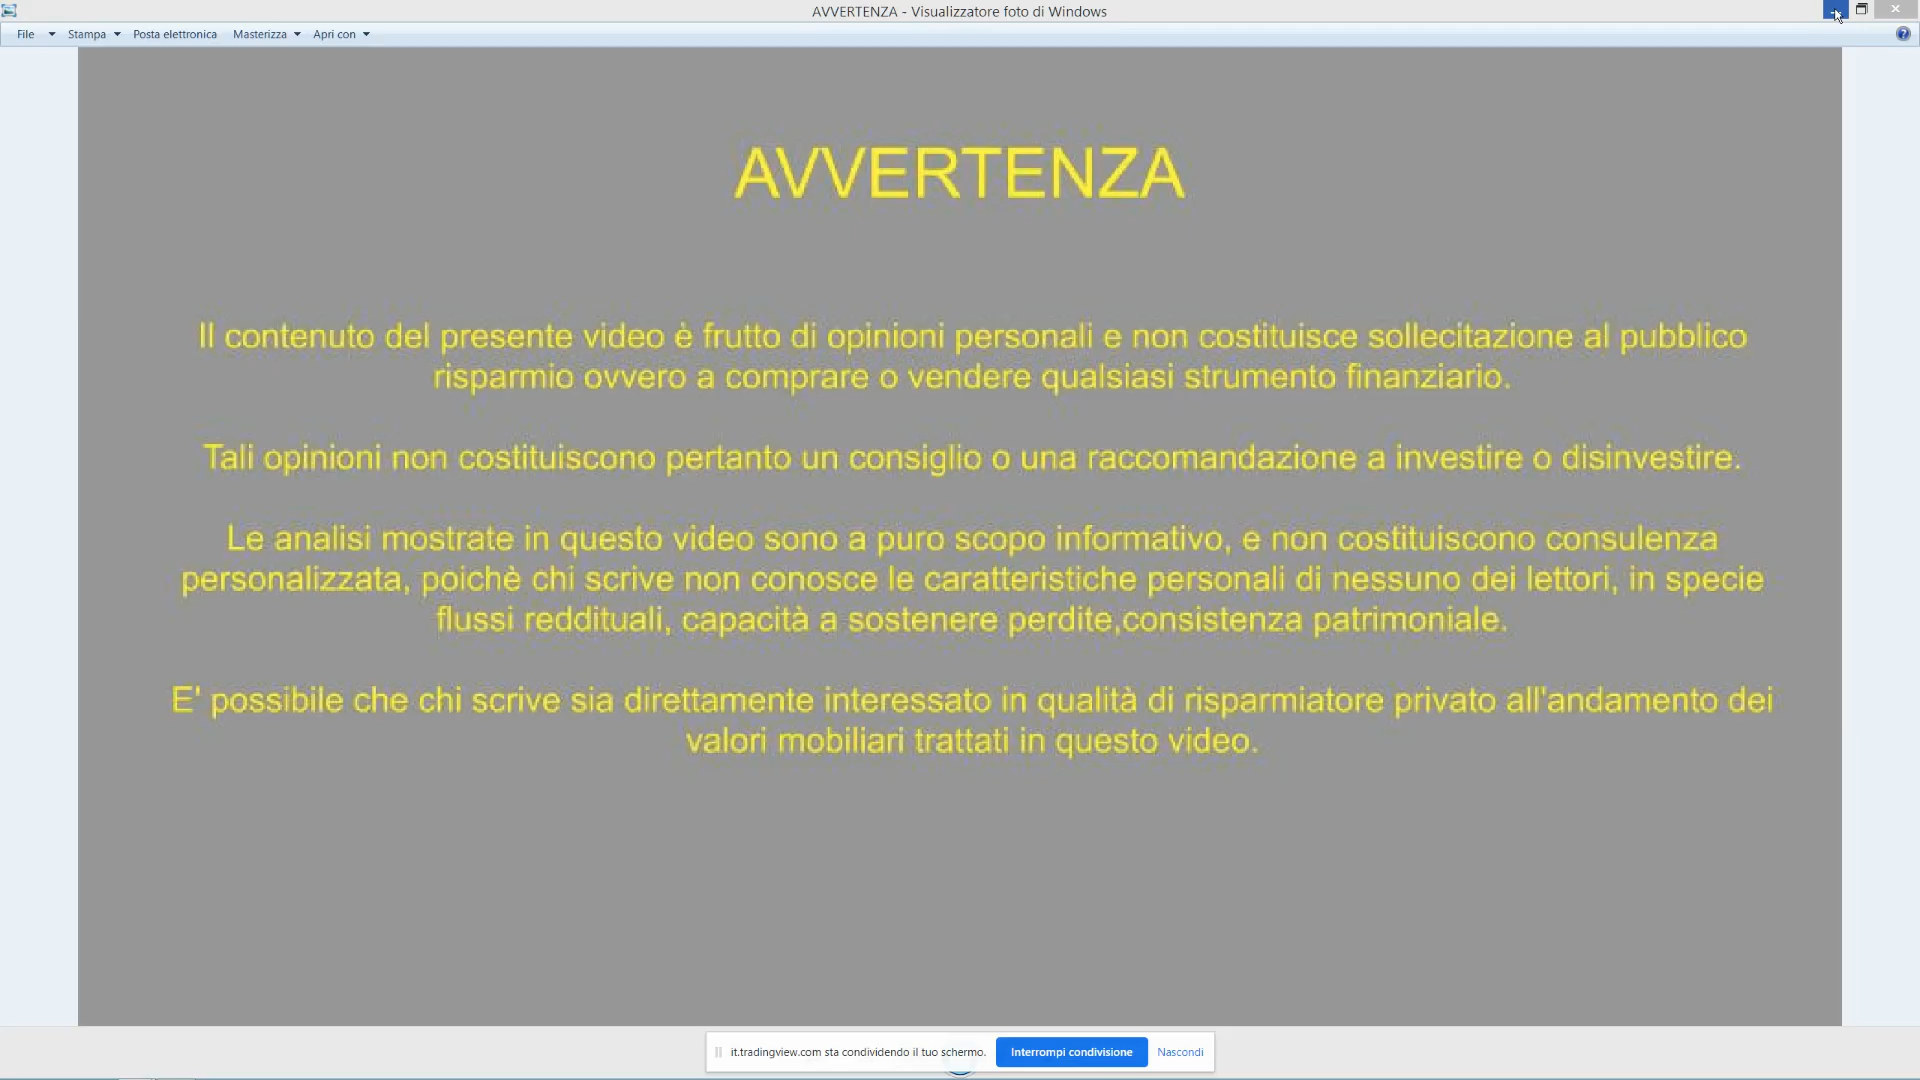 AVVERTENZA - Visualizzatore foto di Windows
File Stampa Posta elettronica Masterizza Apri con
AVVERTENZA
Il contenuto del presente video è frutto di opinioni personali e non costituisce sollecitazione al pubblico
risparmio ovvero a comprare o vendere qualsiasi strumento finanziario.
Tali opinioni non costituiscono pertanto un consiglio o una raccomandazione a investire o disinvestire.
Le analisi mostrate in questo video sono a puro scopo informativo, e non costituiscono consulenza
personalizzata, poichè chi scrive non conosce le caratteristiche personali di nessuno dei lettori, in specie
flussi reddituali, capacità a sostenere perdite,consistenza patrimoniale.
E' possibile che chi scrive sia direttamente interessato in qualità di risparmiatore privato all'andamento dei
valori mobiliari trattati in questo video.
it.tradingview.com sta condividendo il tuo schermo. Interrompi condivisione Nascondi